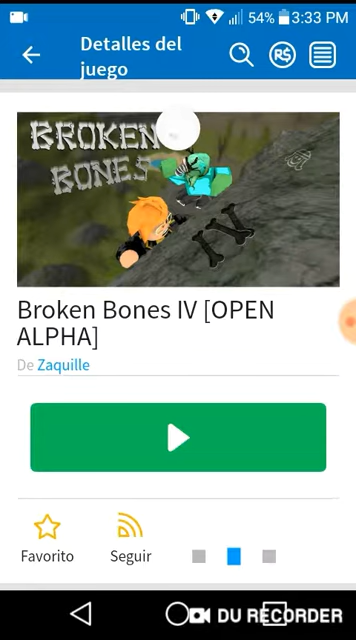 54% 3:33 PM
Detalles del
juego
R$
BROKEN
BONES
IV
Broken Bones IV [OPEN
ALPHA]
De Zaquille
Favorito
Seguir
DU RECORDER